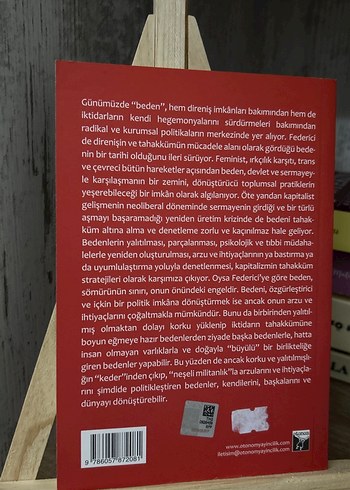 Günümüzde "beden", hem direniş imkânları bakımından hem de
iktidarların kendi hegemonyalarını sürdürmeleri bakımından
radikal ve kurumsal politikaların merkezinde yer alıyor. Federici
de direnişin ve tahakkümün mücadele alanı olarak gördüğü bede-
nin bir tarihi olduğunu ileri sürüyor. Feminist, ırkçılık karşıtı, trans
ve çevreci bütün hareketler açısından beden, devlet ve sermayey-
le karşılaşmanın bir zemini, dönüştürücü toplumsal pratiklerin
yeşerebileceği bir imkân olarak algılanıyor. Öte yandan kapitalist
gelişmenin neoliberal döneminde sermayenin girdiği ve bir türlü
aşmayı başaramadığı yeniden üretim krizinde de bedeni tahak-
küm altına alma ve denetleme zorlu ve kaçınılmaz hale geliyor.
Bedenlerin yalıtılması, parçalanması, psikolojik ve tıbbi müdaha-
lelerle yeniden oluşturulması, arzu ve ihtiyaçlarının ya bastırma ya
da uyumlulaştırma yoluyla denetlenmesi, kapitalizmin tahakküm
stratejileri olarak karşımıza çıkıyor. Oysa Federici'ye göre beden,
sömürünün sınırı, onun önündeki engeldir. Bedeni, özgürleştirici
ve içkin bir politik imkâna dönüştürmek ise ancak onun arzu ve
ihtiyaçlarını çoğaltmakla mümkündür. Bunu da birbirinden yalıtıl-
mış olmaktan dolayı korku yüklenip iktidarın tahakkümüne
boyun eğmeye hazır bedenlerden ziyade başka bedenlerle, hatta
insan olmayan varlıklarla ve doğayla "büyülü" bir birlikteliğe
giren bedenler yapabilir. Bu yüzden de ancak korku ve yalıtılmışlı-
ğın "keder"inden çıkıp, "neşeli militanlık"la arzularını ve ihtiyaçla-
rını şimdide politikleştiren bedenler, kendilerini, başkalarını ve
dünyayı dönüştürebilir.
otonom
www.otonomyayincilik.com
iletisim@otonomyayincilik.com
9 786057 872081